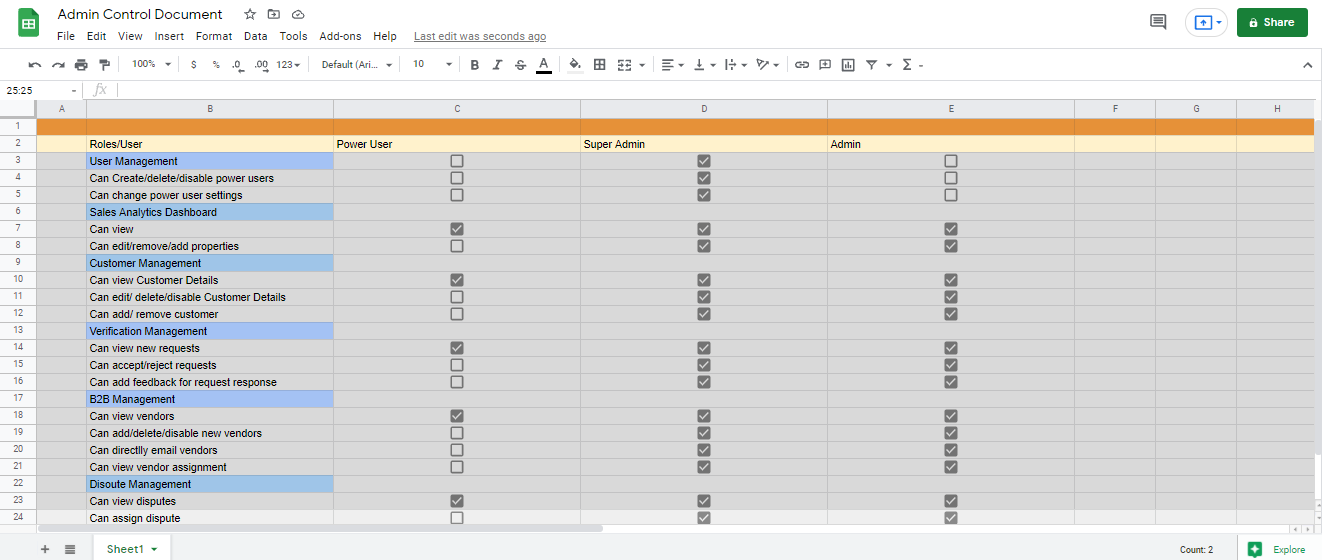 Admin Control Document
File Edit View Insert Format Data Tools Add-ons Help Last edit was seconds ago
Share
100% $ % .0 .00 123 Default (Ari... 10 B I S A Σ
25:25 fx
A B C D E F G H
1
2 Roles/User Power User Super Admin Admin
3 User Management
4 Can Create/delete/disable power users
5 Can change power user settings
6 Sales Analytics Dashboard
7 Can view
8 Can edit/remove/add properties
9 Customer Management
10 Can view Customer Details
11 Can edit/ delete/disable Customer Details
12 Can add/ remove customer
13 Verification Management
14 Can view new requests
15 Can accept/reject requests
16 Can add feedback for request response
17 B2B Management
18 Can view vendors
19 Can add/delete/disable new vendors
20 Can directlly email vendors
21 Can view vendor assignment
22 Disoute Management
23 Can view disputes
24 Can assign dispute
Sheet1 Count: 2 Explore